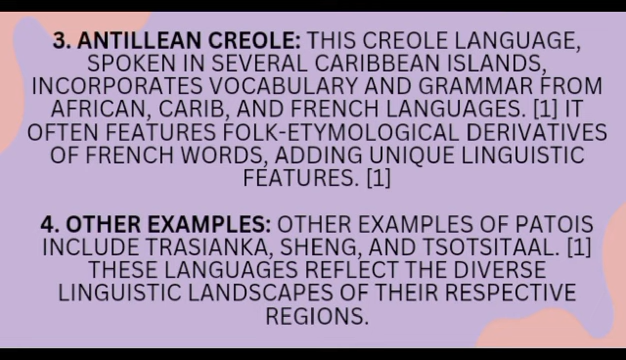 3. ANTILLEAN CREOLE: THIS CREOLE LANGUAGE,
SPOKEN IN SEVERAL CARIBBEAN ISLANDS,
INCORPORATES VOCABULARY AND GRAMMAR FROM
AFRICAN, CARIB, AND FRENCH LANGUAGES. [1] IT
OFTEN FEATURES FOLK-ETYMOLOGICAL DERIVATIVES
OF FRENCH WORDS, ADDING UNIQUE LINGUISTIC
FEATURES. [1]
4. OTHER EXAMPLES: OTHER EXAMPLES OF PATOIS
INCLUDE TRASIANKA, SHENG, AND TSOTSITAAL. [1]
THESE LANGUAGES REFLECT THE DIVERSE
LINGUISTIC LANDSCAPES OF THEIR RESPECTIVE
REGIONS.